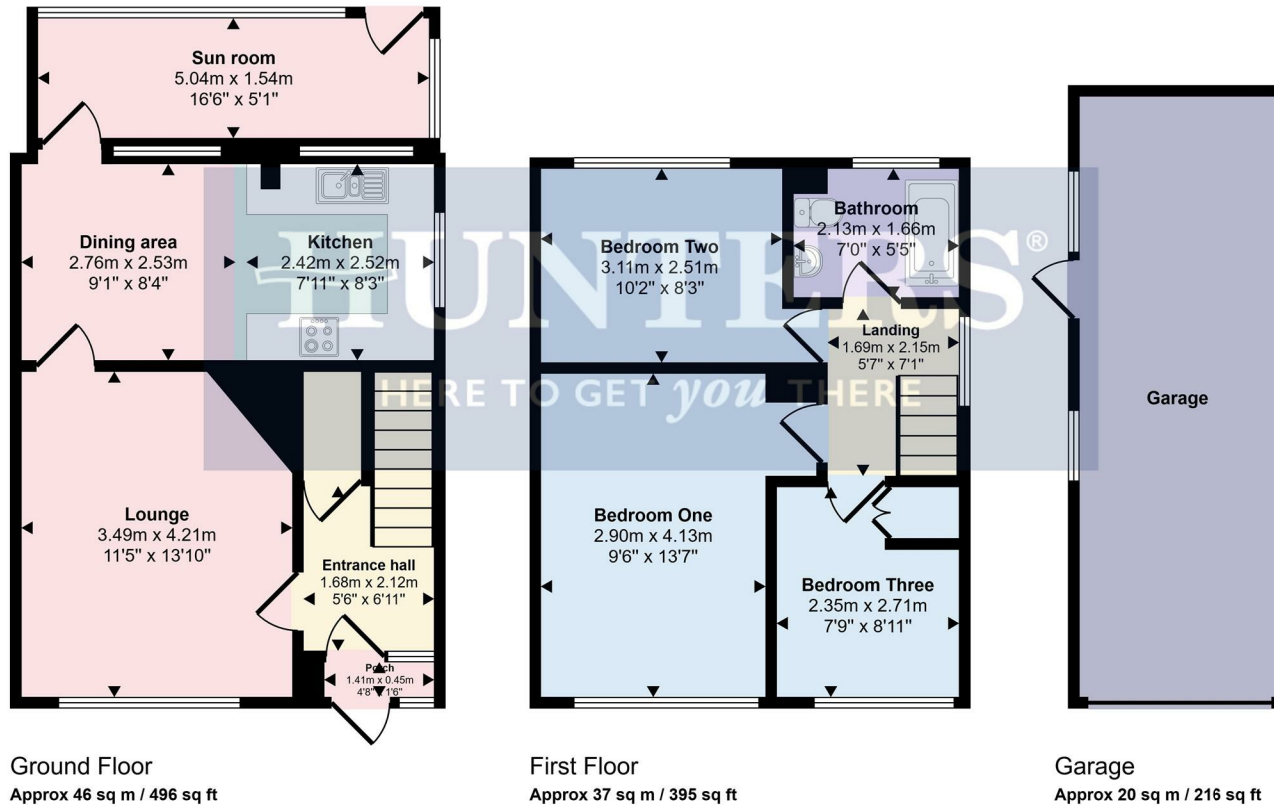 Sun room
5.04m x 1.54m
16'6" x 5'1"
Dining area
2.76m x 2.53m
9'1" x 8'4"
Kitchen
2.42m x 2.52m
7'11" x 8'3"
Lounge
3.49m x 4.21m
11'5" x 13'10"
Entrance hall
1.68m x 2.12m
5'6" x 6'11"
Porch
1.41m x 0.45m
4'8" x 1'6"
Bedroom Two
3.11m x 2.51m
10'2" x 8'3"
Bathroom
2.13m x 1.66m
7'0" x 5'5"
Landing
1.69m x 2.15m
5'7" x 7'1"
Bedroom One
2.90m x 4.13m
9'6" x 13'7"
Bedroom Three
2.35m x 2.71m
7'9" x 8'11"
Garage
HUNTERS®
HERE TO GET you THERE
Ground Floor
Approx 46 sq m / 496 sq ft
First Floor
Approx 37 sq m / 395 sq ft
Garage
Approx 20 sq m / 216 sq ft